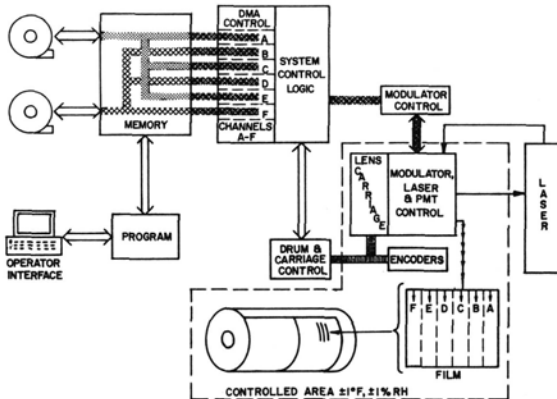 DMA CONTROL
A
B
C
D
E
F
CHANNELS
A-F
SYSTEM
CONTROL
LOGIC
MEMORY
MODULATOR
CONTROL
LENS
CARRIAGE
MODULATOR,
LASER
& PMT
CONTROL
LASER
OPERATOR
INTERFACE
PROGRAM
DRUM &
CARRIAGE
CONTROL
ENCODERS
F E D C B A
FILM
CONTROLLED AREA ±1°F, ±1% RH